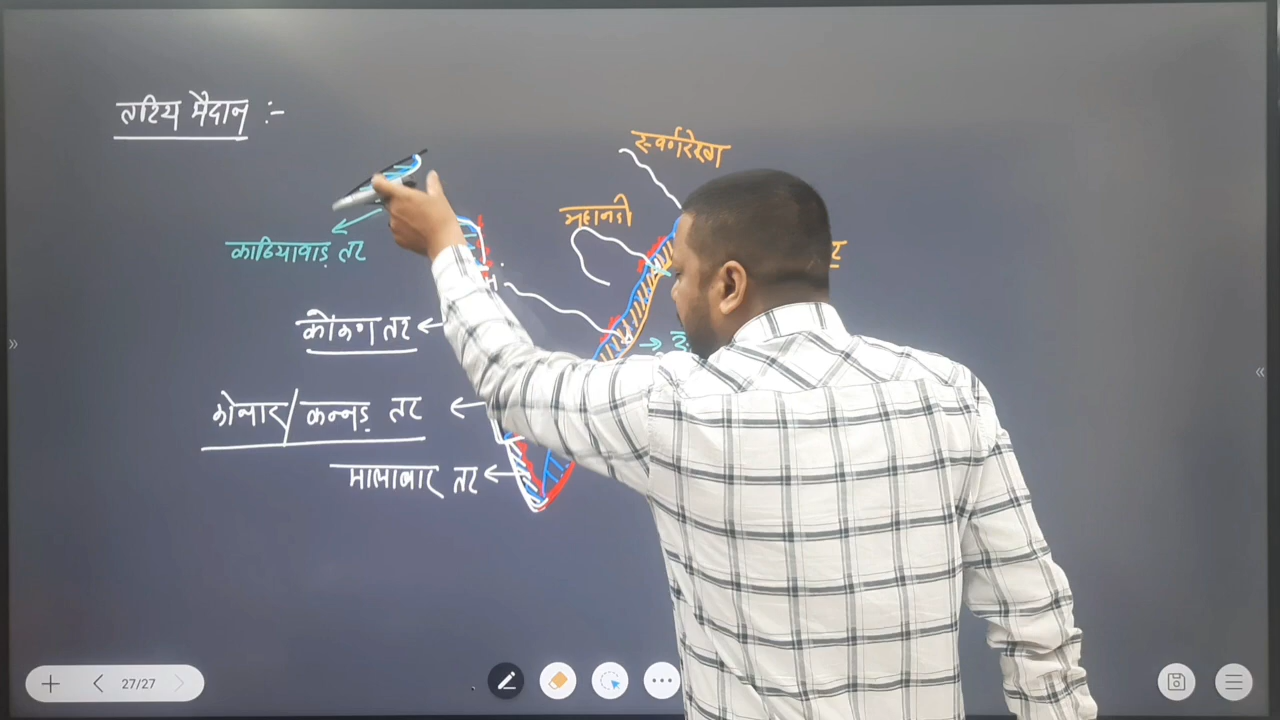 तटिय मैदान :-
स्वर्णरेखा
महानदी
काठियावाड़ तट
कोंकण तट
कोनार/कन्नड़ तट
मालाबार तट
27/27